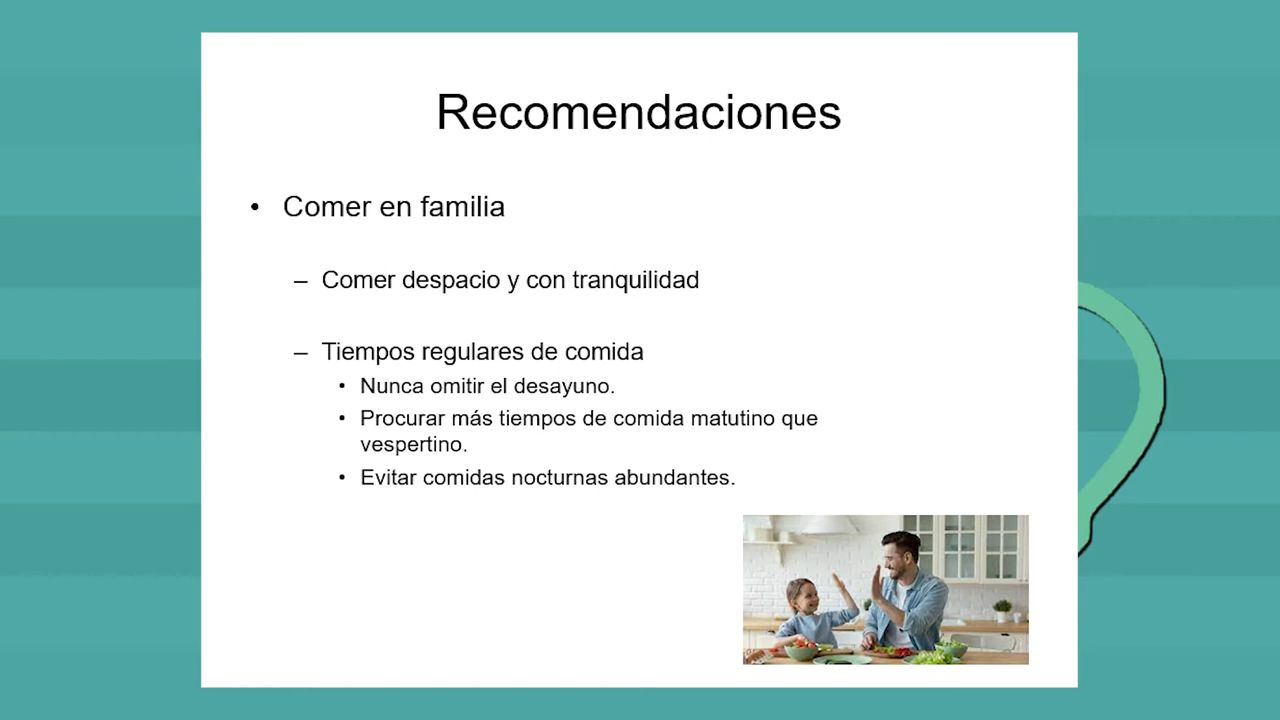 Recomendaciones
• Comer en familia
– Comer despacio y con tranquilidad
– Tiempos regulares de comida
• Nunca omitir el desayuno.
• Procurar más tiempos de comida matutino que
vespertino.
• Evitar comidas nocturnas abundantes.